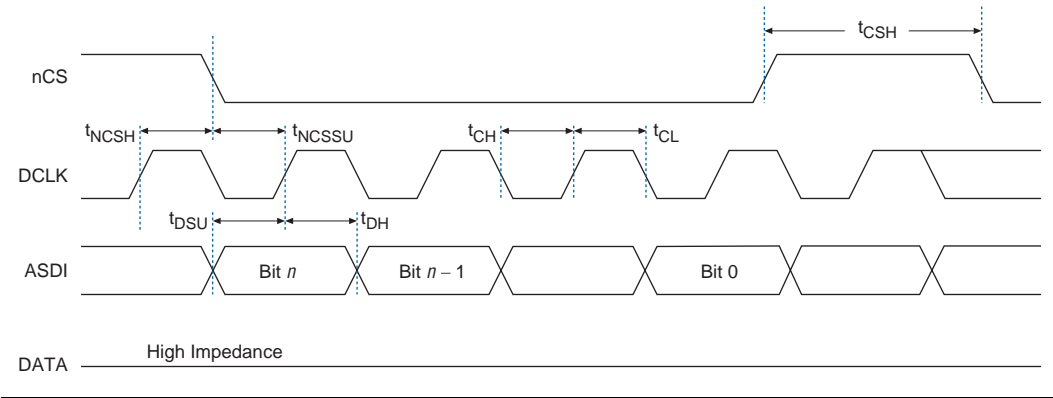 tCSH
nCS
tNCSH
tNCSSU
tCH
tCL
DCLK
tDSU
tDH
ASDI
Bit n
Bit n – 1
Bit 0
High Impedance
DATA